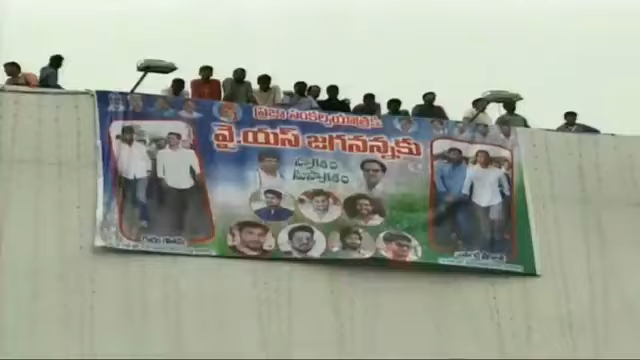 ప్రజా సంకల్పయాత్రకు
వై.యస్ జగనన్నకు
స్వాగతం
సుస్వాగతం